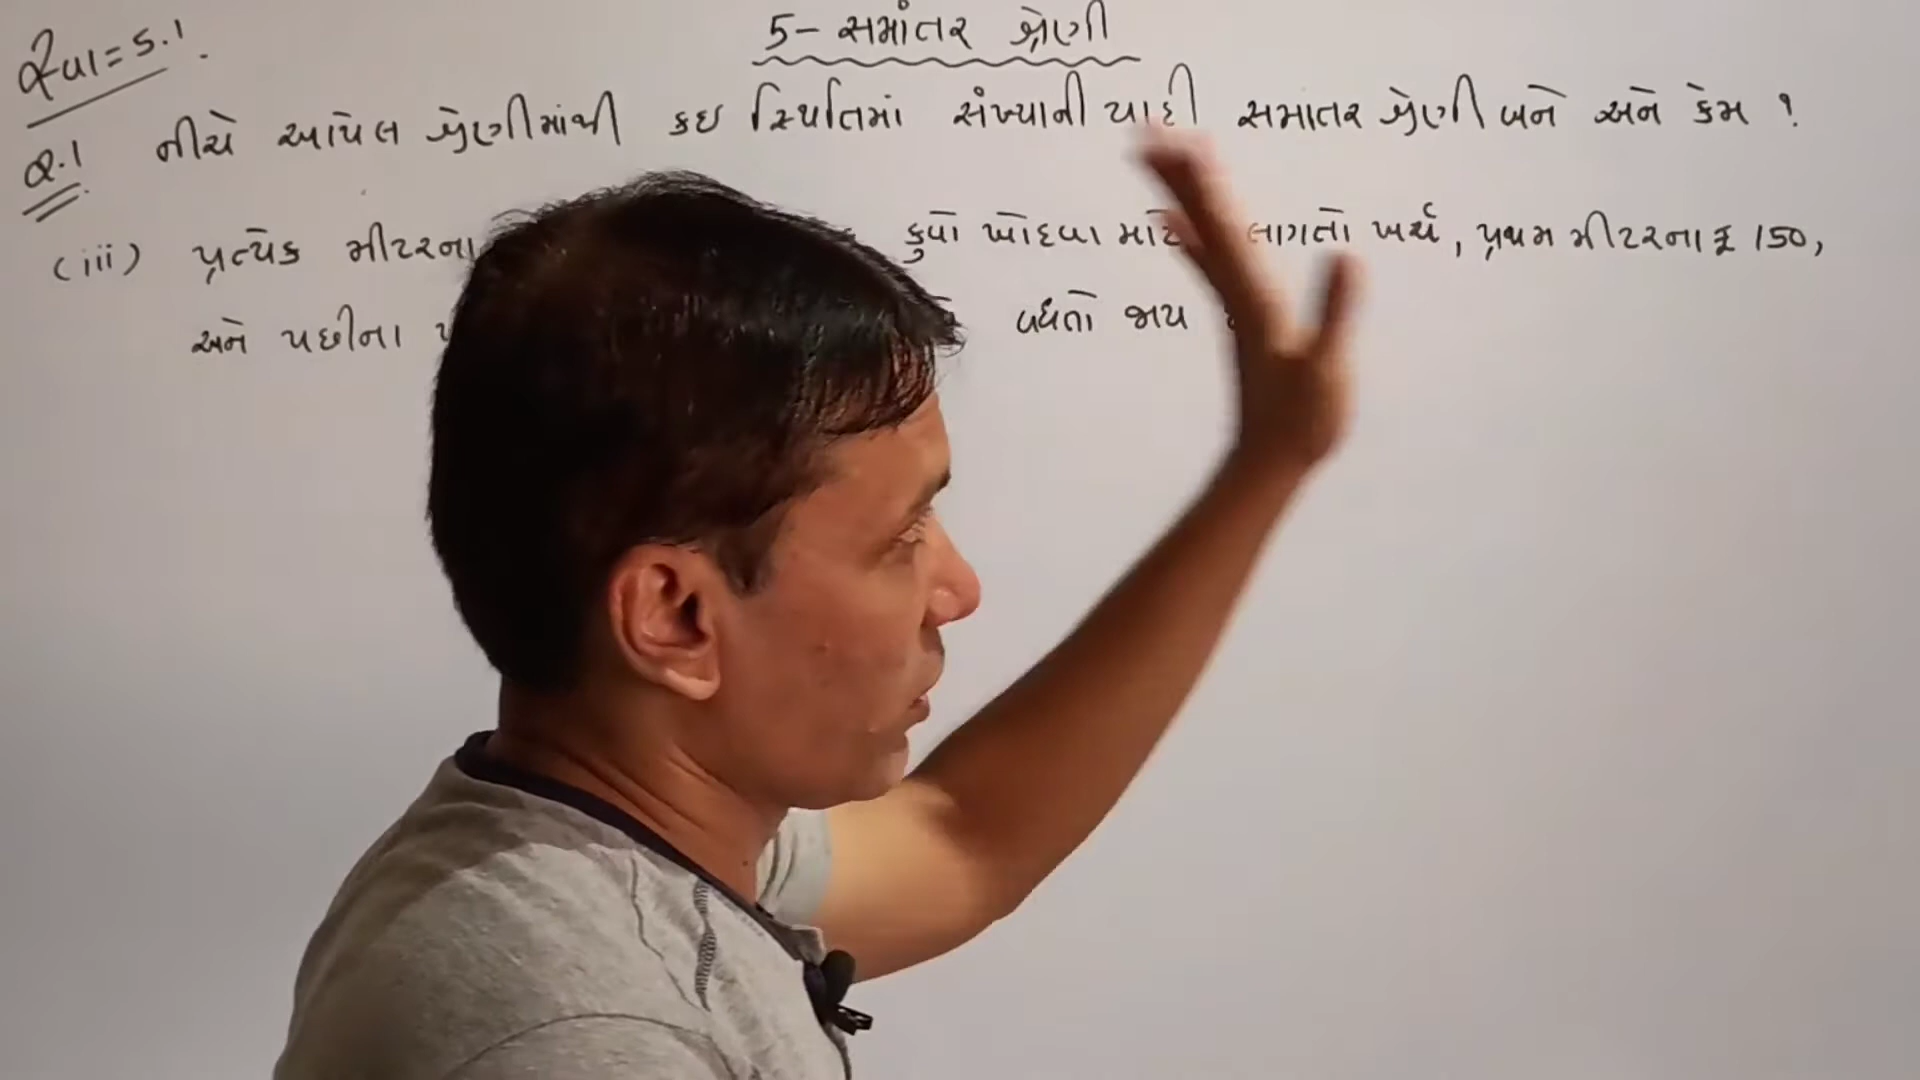 સ્વા = 5.1.
5 - સમાંતર શ્રેણી
Q.1 નીચે આપેલ શ્રેણીમાંથી કઇ સ્થિતિમાં સંખ્યાની યાદી સમાતર શ્રેણી બને અને કેમ ?
(iii) પ્રત્યેક મીટરના કુવો ખોદવા માટે લાગતો ખર્ચ, પ્રથમ મીટરના રૂ 150,
અને પછીના વધતો જાય